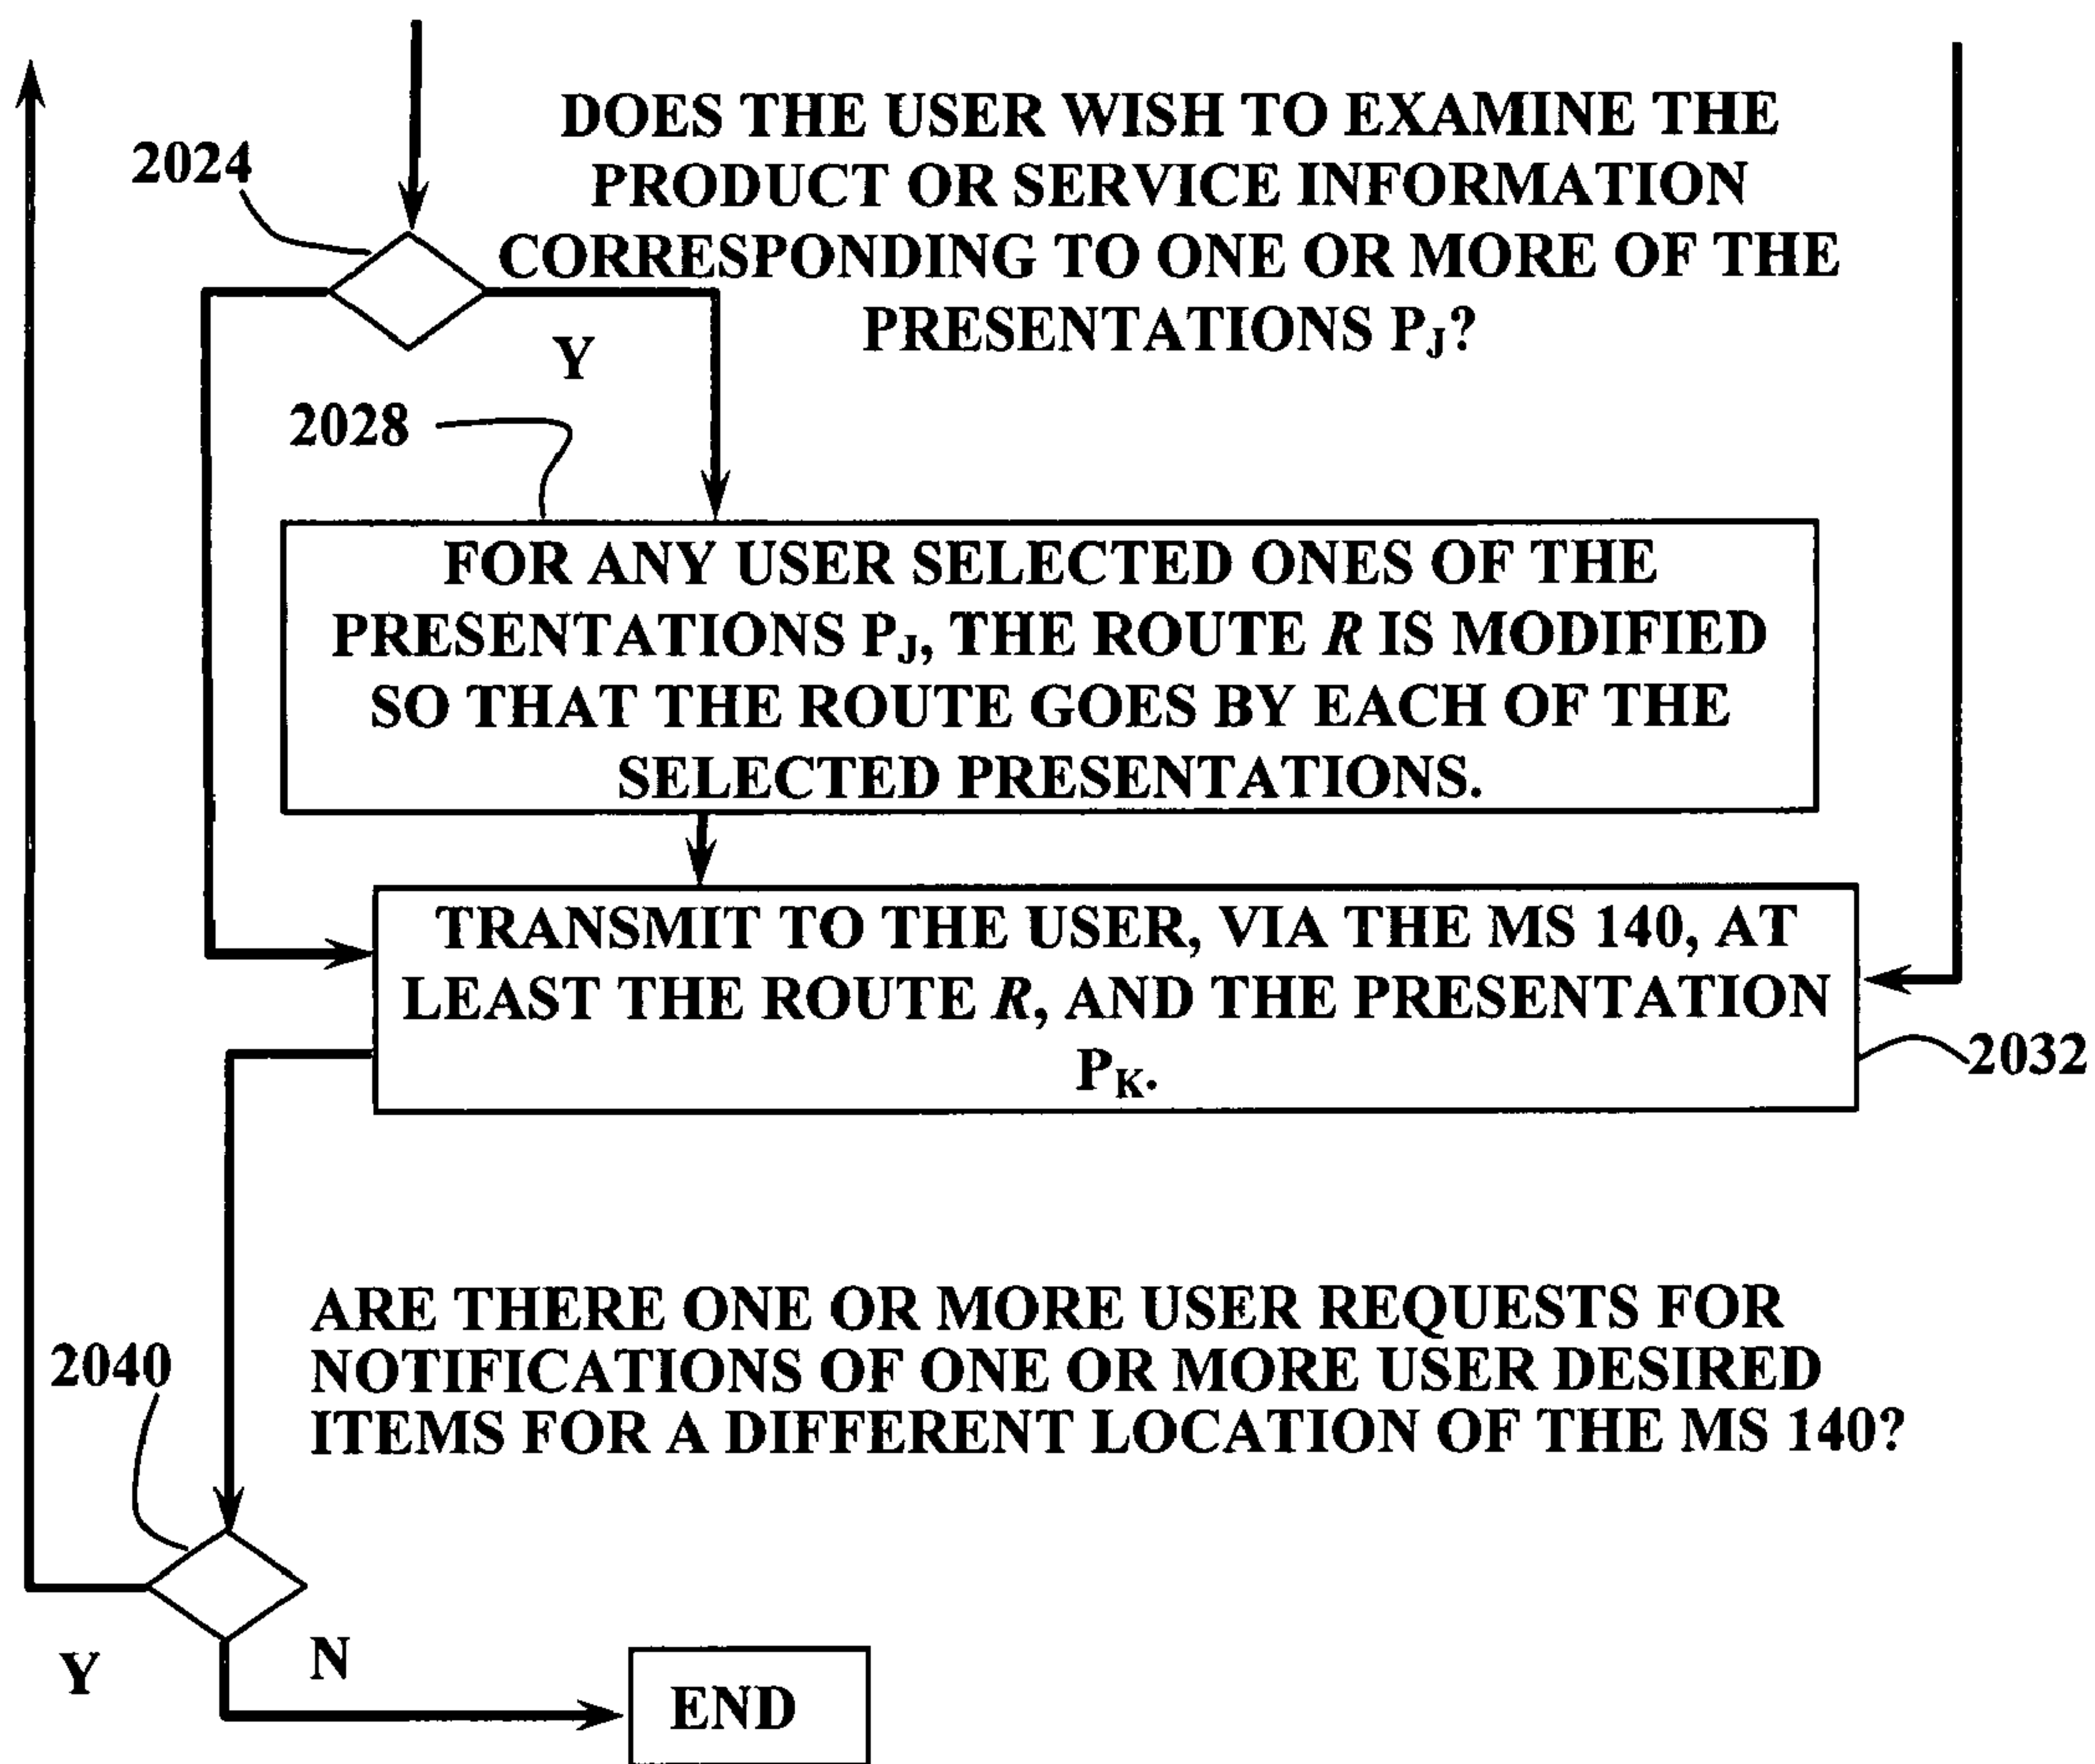 DOES THE USER WISH TO EXAMINE THE
PRODUCT OR SERVICE INFORMATION
CORRESPONDING TO ONE OR MORE OF THE
PRESENTATIONS PJ?
2024
Y
2028
FOR ANY USER SELECTED ONES OF THE
PRESENTATIONS PJ, THE ROUTE R IS MODIFIED
SO THAT THE ROUTE GOES BY EACH OF THE
SELECTED PRESENTATIONS.
TRANSMIT TO THE USER, VIA THE MS 140, AT
LEAST THE ROUTE R, AND THE PRESENTATION
PK.
2032
ARE THERE ONE OR MORE USER REQUESTS FOR
NOTIFICATIONS OF ONE OR MORE USER DESIRED
ITEMS FOR A DIFFERENT LOCATION OF THE MS 140?
2040
Y
N
END